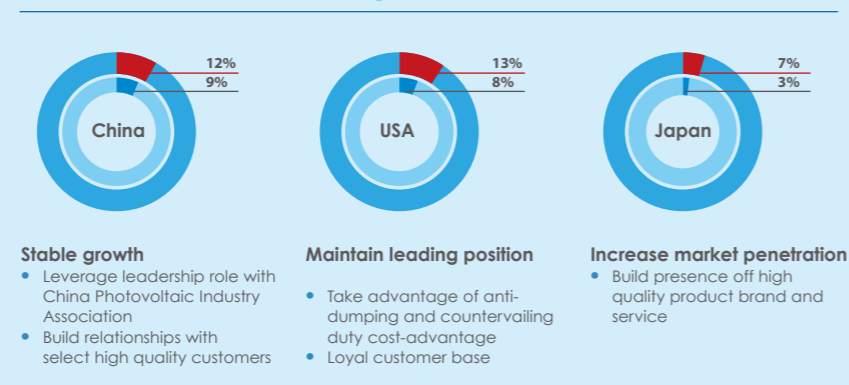 12%
9%
China
13%
8%
USA
7%
3%
Japan
Stable growth
• Leverage leadership role with
China Photovoltaic Industry
Association
• Build relationships with
select high quality customers
Maintain leading position
• Take advantage of anti-
dumping and countervailing
duty cost-advantage
• Loyal customer base
Increase market penetration
• Build presence off high
quality product brand and
service